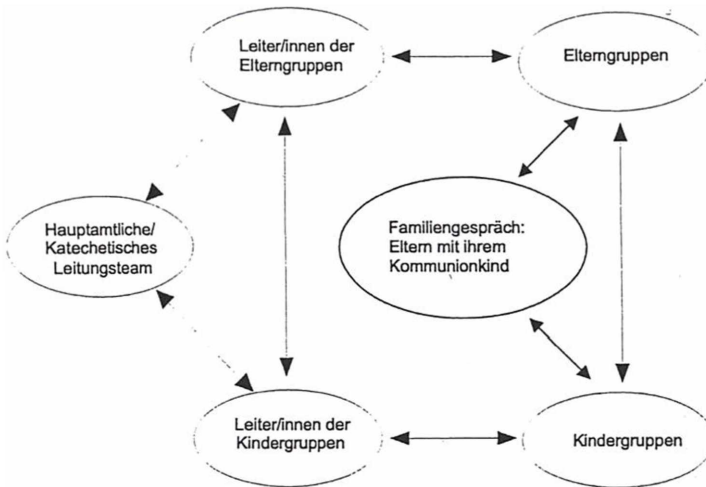 Leiter/innen der
Elterngruppen
Elterngruppen
Hauptamtliche/
Katechetisches
Leitungsteam
Familiengespräch:
Eltern mit ihrem
Kommunionkind
Leiter/innen der
Kindergruppen
Kindergruppen